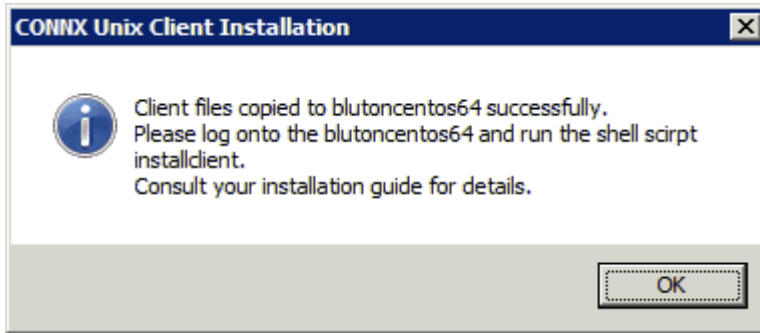 CONNX Unix Client Installation
Client files copied to blutoncentos64 successfully.
Please log onto the blutoncentos64 and run the shell scirpt
installclient.
Consult your installation guide for details.
OK